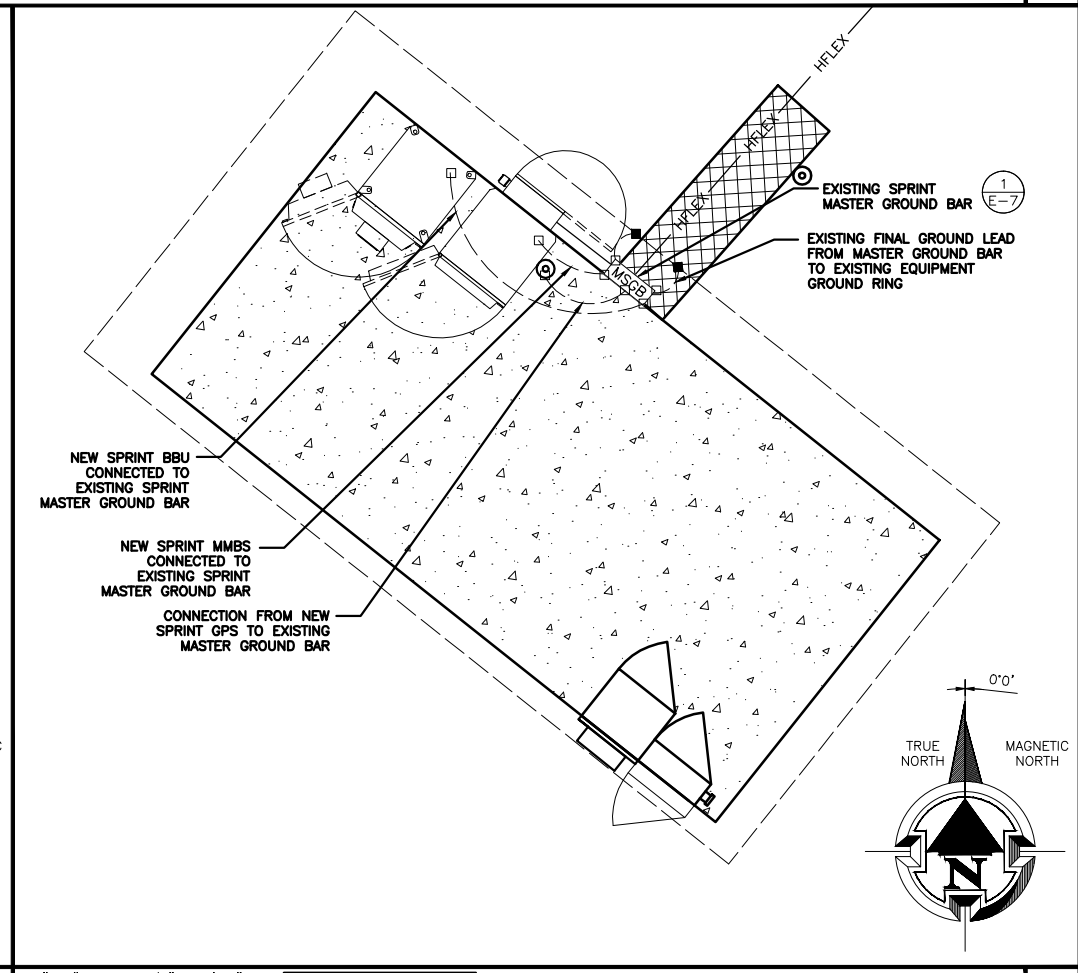 HFLEX
HFLEX
HFLEX
EXISTING SPRINT
MASTER GROUND BAR
1
E-7
EXISTING FINAL GROUND LEAD
FROM MASTER GROUND BAR
TO EXISTING EQUIPMENT
GROUND RING
MSGB
NEW SPRINT BBU
CONNECTED TO
EXISTING SPRINT
MASTER GROUND BAR
NEW SPRINT MMBS
CONNECTED TO
EXISTING SPRINT
MASTER GROUND BAR
CONNECTION FROM NEW
SPRINT GPS TO EXISTING
MASTER GROUND BAR
0°0'
TRUE
NORTH
MAGNETIC
NORTH
N